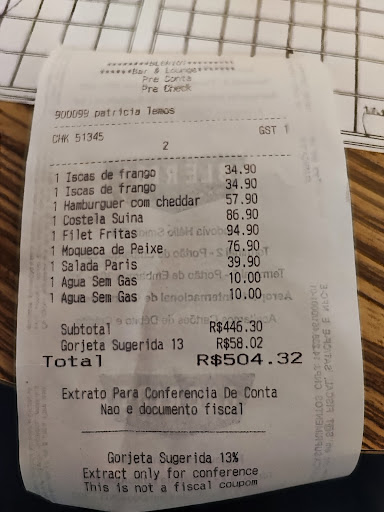 Bar & Lounge
Pre Conta
Pre Check
900099 patricia lemos
CHK 51345 GST 1
2
1 Iscas de frango 34.90
1 Iscas de frango 34.90
1 Hamburguer com cheddar 57.90
1 Costela Suina 86.90
1 Filet Fritas 94.90
1 Moqueca de Peixe 76.90
1 Salada Paris 39.90
1 Agua Sem Gas 10.00
1 Agua Sem Gas 10.00
Subtotal R$446.30
Gorjeta Sugerida 13 R$58.02
Total R$504.32
Extrato Para Conferencia De Conta
Nao e documento fiscal
Gorjeta Sugerida 13%
Extract only for conference
This is not a fiscal coupom